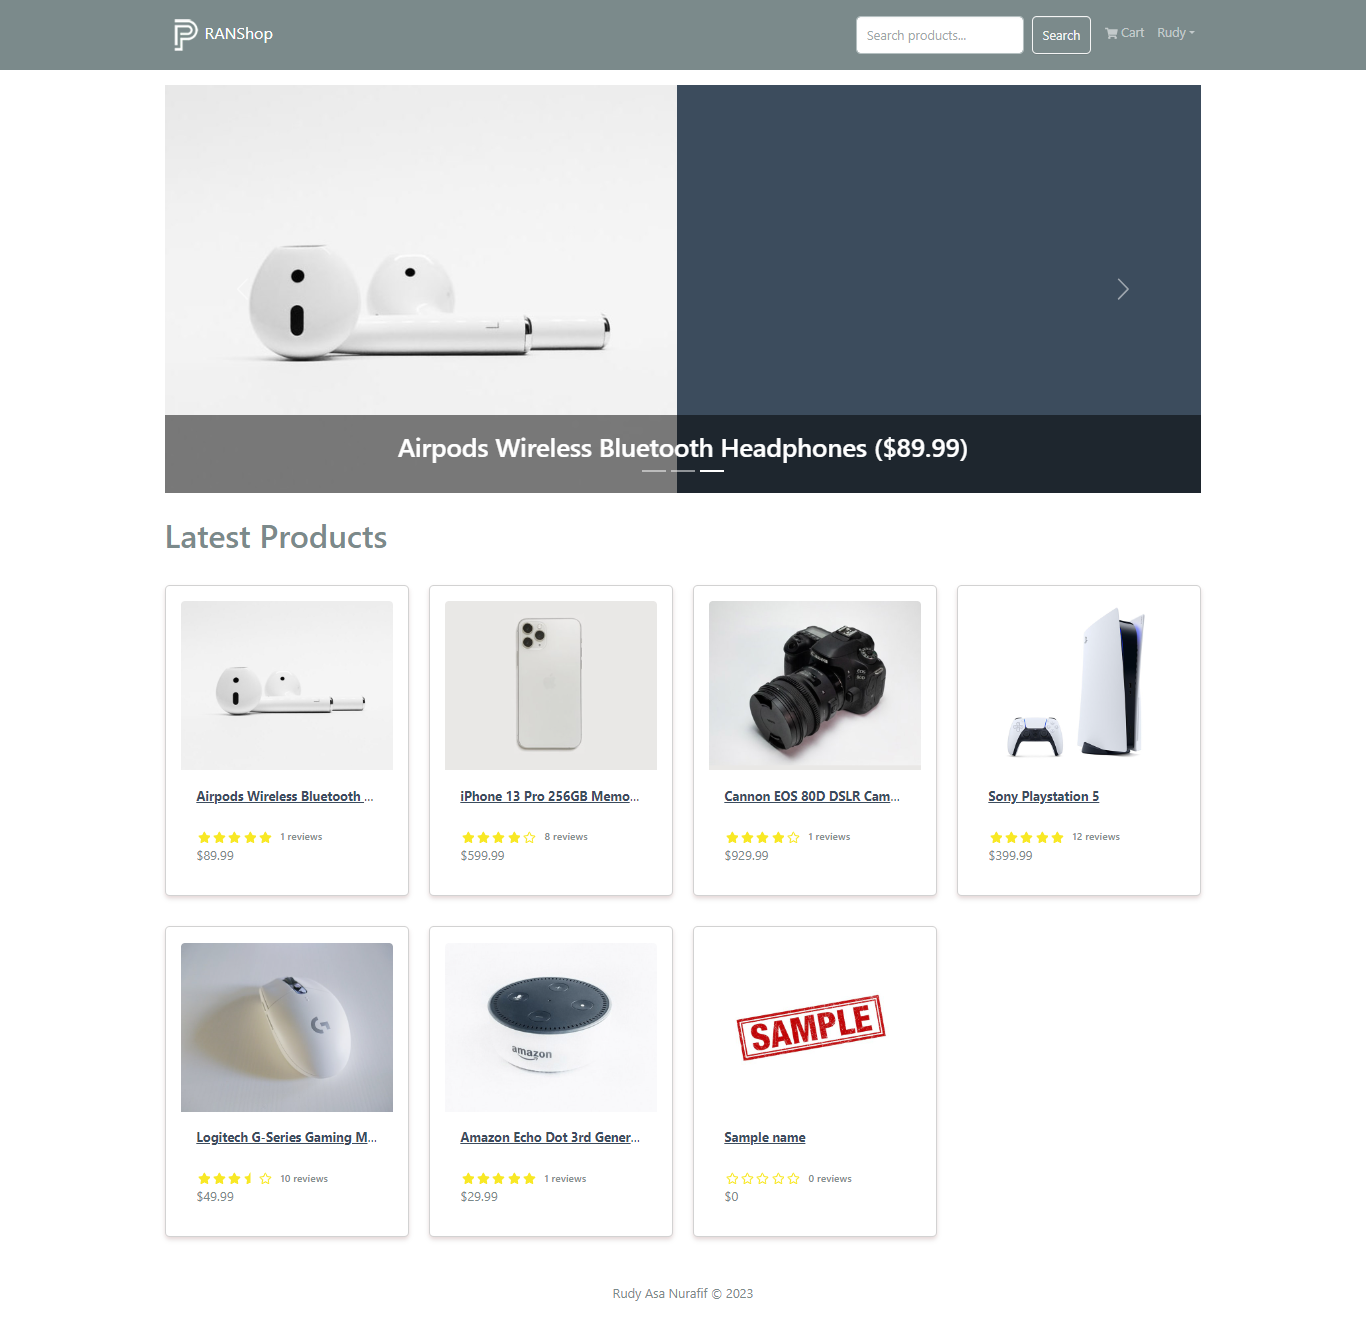 RANShop
Search products...
Search
Cart
Rudy
Airpods Wireless Bluetooth Headphones ($89.99)
Latest Products
Airpods Wireless Bluetooth ...
1 reviews
$89.99
iPhone 13 Pro 256GB Memo...
8 reviews
$599.99
Cannon EOS 80D DSLR Cam...
1 reviews
$929.99
Sony Playstation 5
12 reviews
$399.99
Logitech G-Series Gaming M...
10 reviews
$49.99
amazon
Amazon Echo Dot 3rd Gener...
1 reviews
$29.99
SAMPLE
Sample name
0 reviews
$0
Rudy Asa Nurafif © 2023